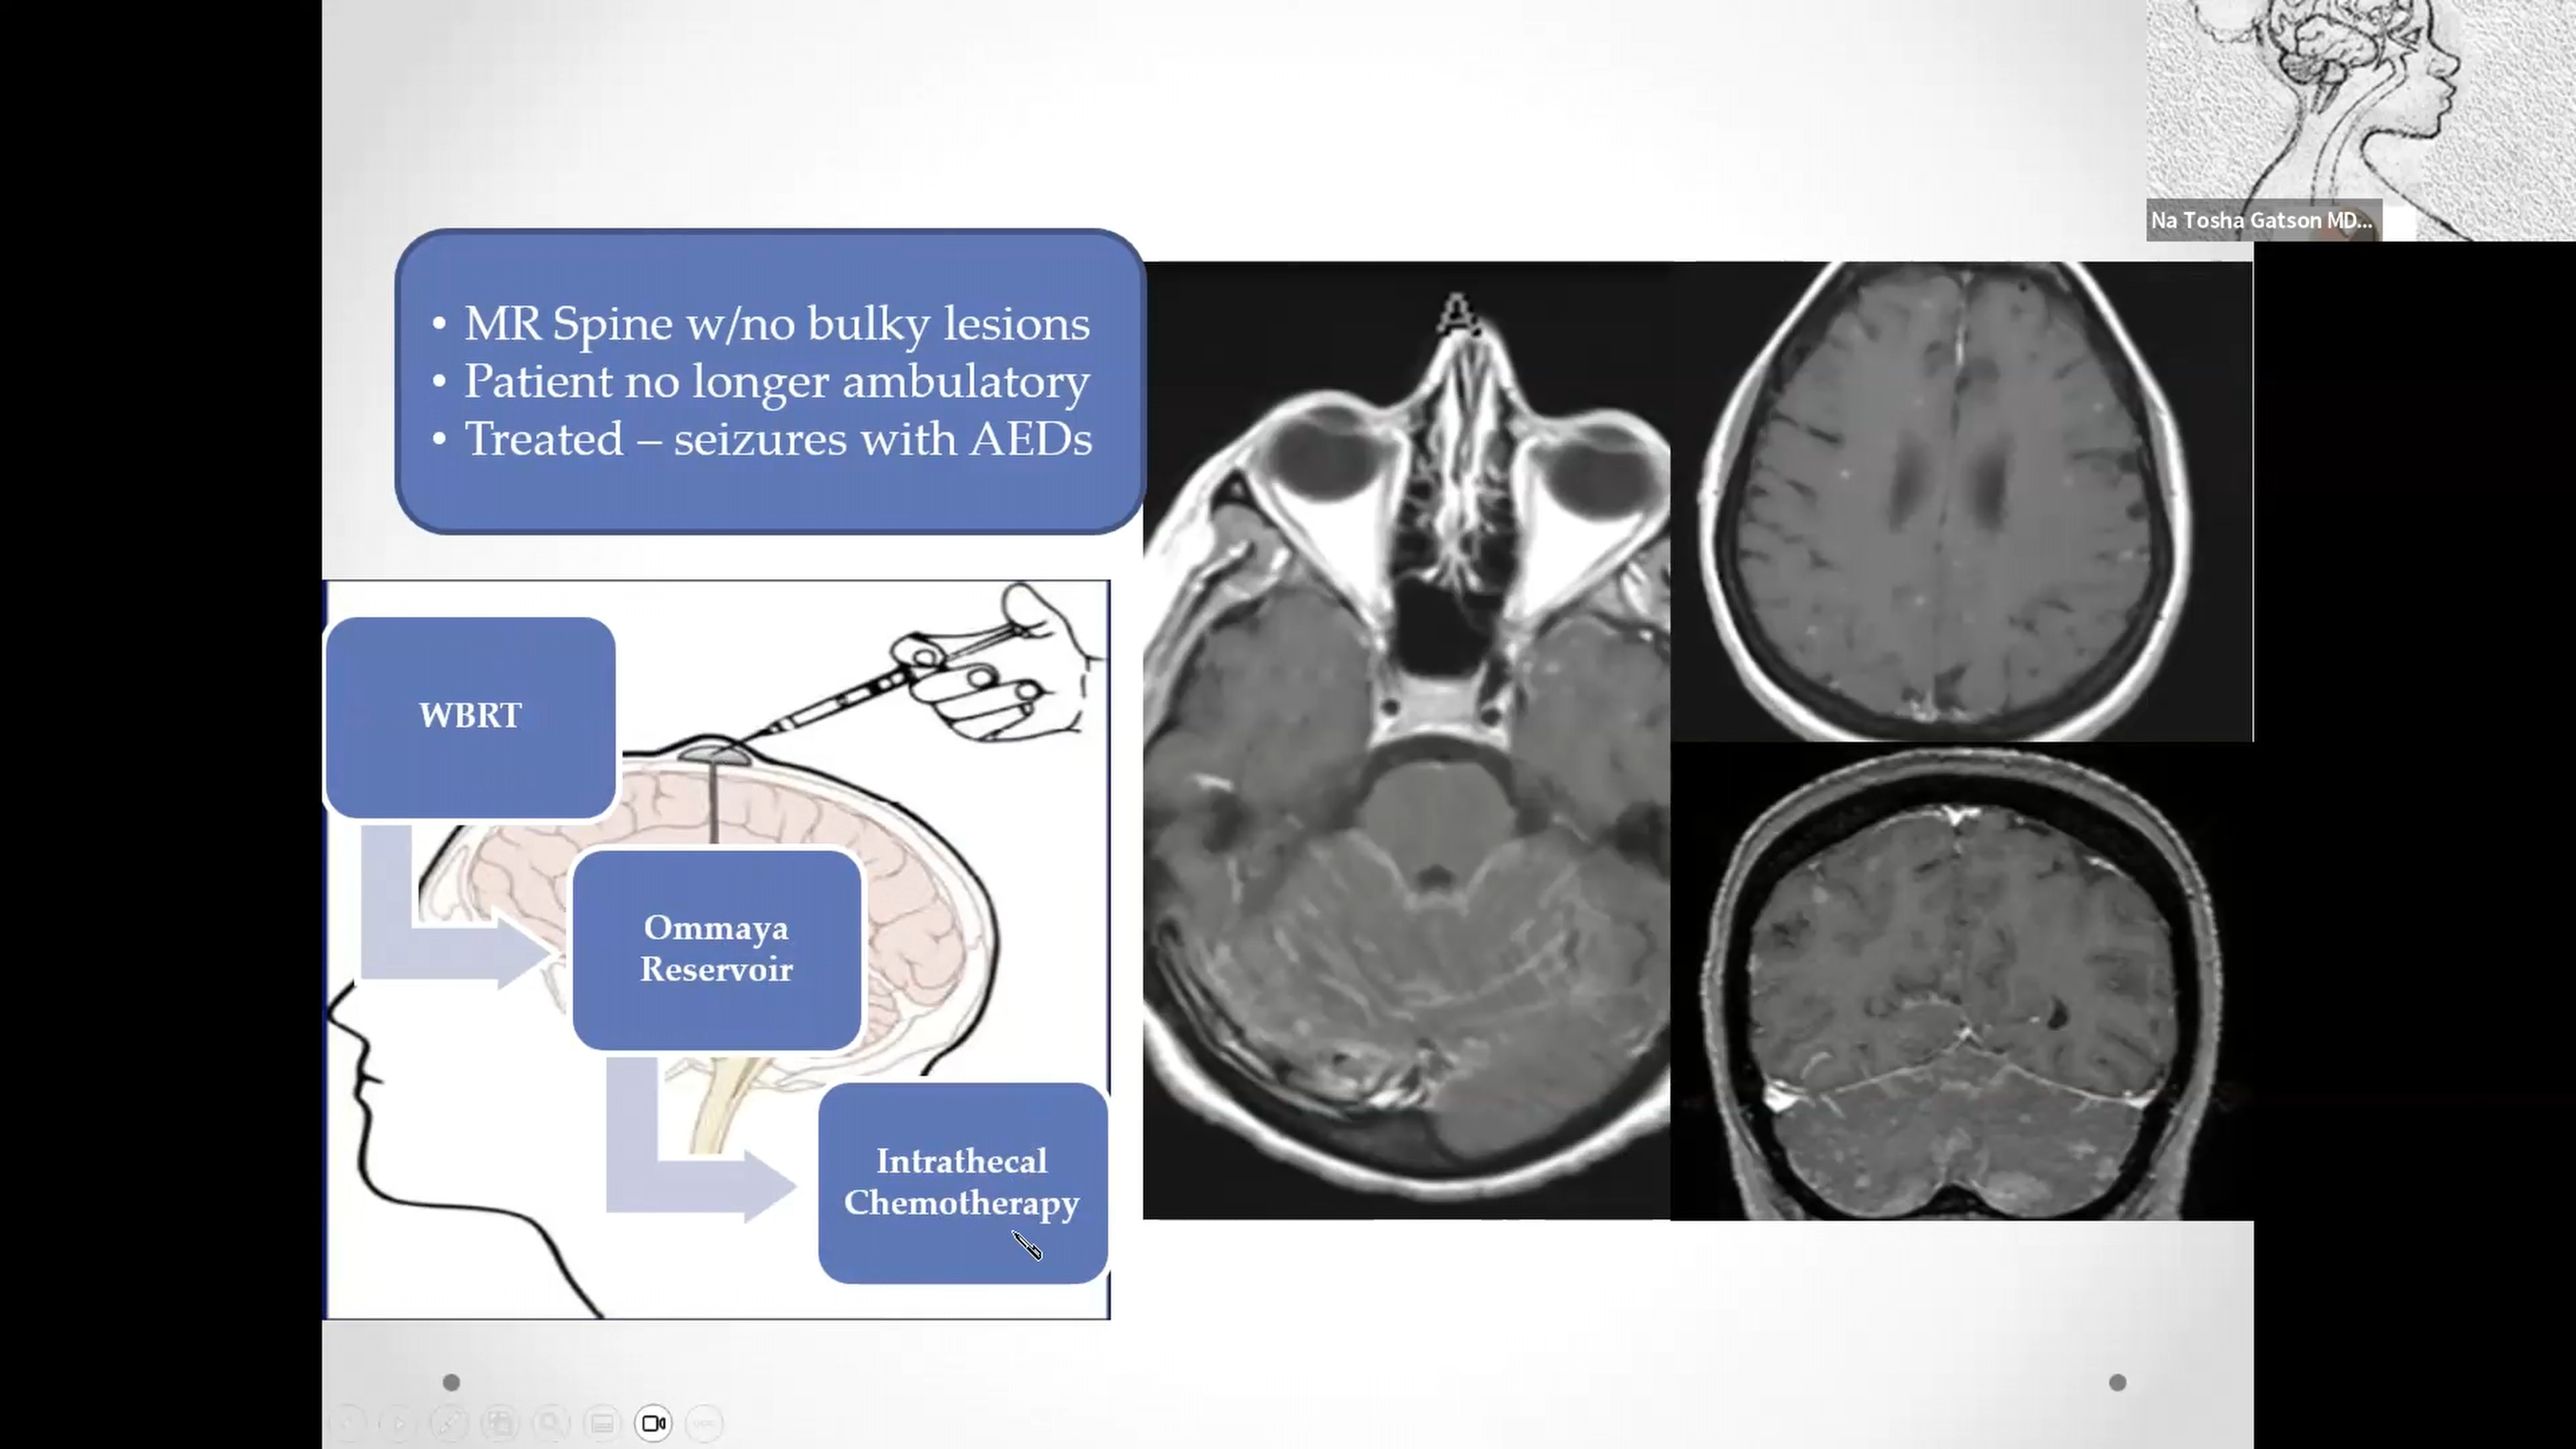 Na Tosha Gatson MD...
• MR Spine w/no bulky lesions
• Patient no longer ambulatory
• Treated – seizures with AEDs
A
WBRT
Ommaya
Reservoir
Intrathecal
Chemotherapy